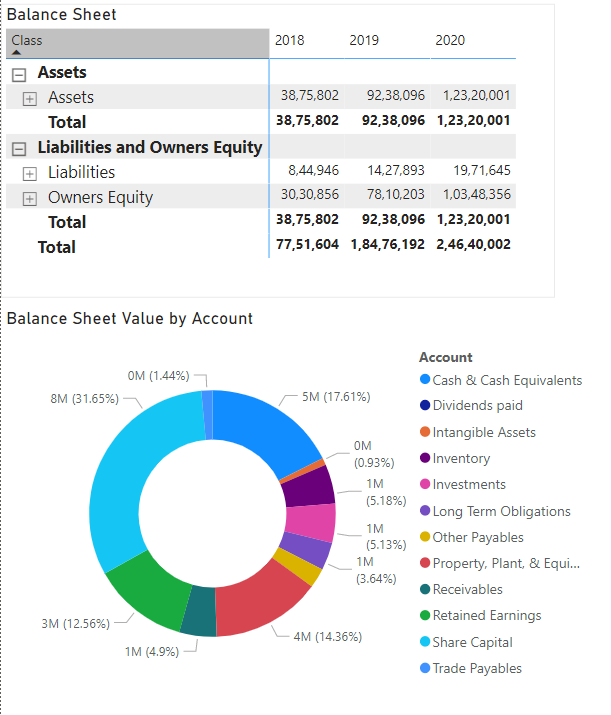 Balance Sheet
Class 2018 2019 2020
Assets
Assets 38,75,802 92,38,096 1,23,20,001
Total 38,75,802 92,38,096 1,23,20,001
Liabilities and Owners Equity
Liabilities 8,44,946 14,27,893 19,71,645
Owners Equity 30,30,856 78,10,203 1,03,48,356
Total 38,75,802 92,38,096 1,23,20,001
Total 77,51,604 1,84,76,192 2,46,40,002
Balance Sheet Value by Account
0M (1.44%)
8M (31.65%)
5M (17.61%)
0M
(0.93%)
1M
(5.18%)
1M
(5.13%)
1M
(3.64%)
3M (12.56%)
4M (14.36%)
1M (4.9%)
Account
Cash & Cash Equivalents
Dividends paid
Intangible Assets
Inventory
Investments
Long Term Obligations
Other Payables
Property, Plant, & Equi...
Receivables
Retained Earnings
Share Capital
Trade Payables